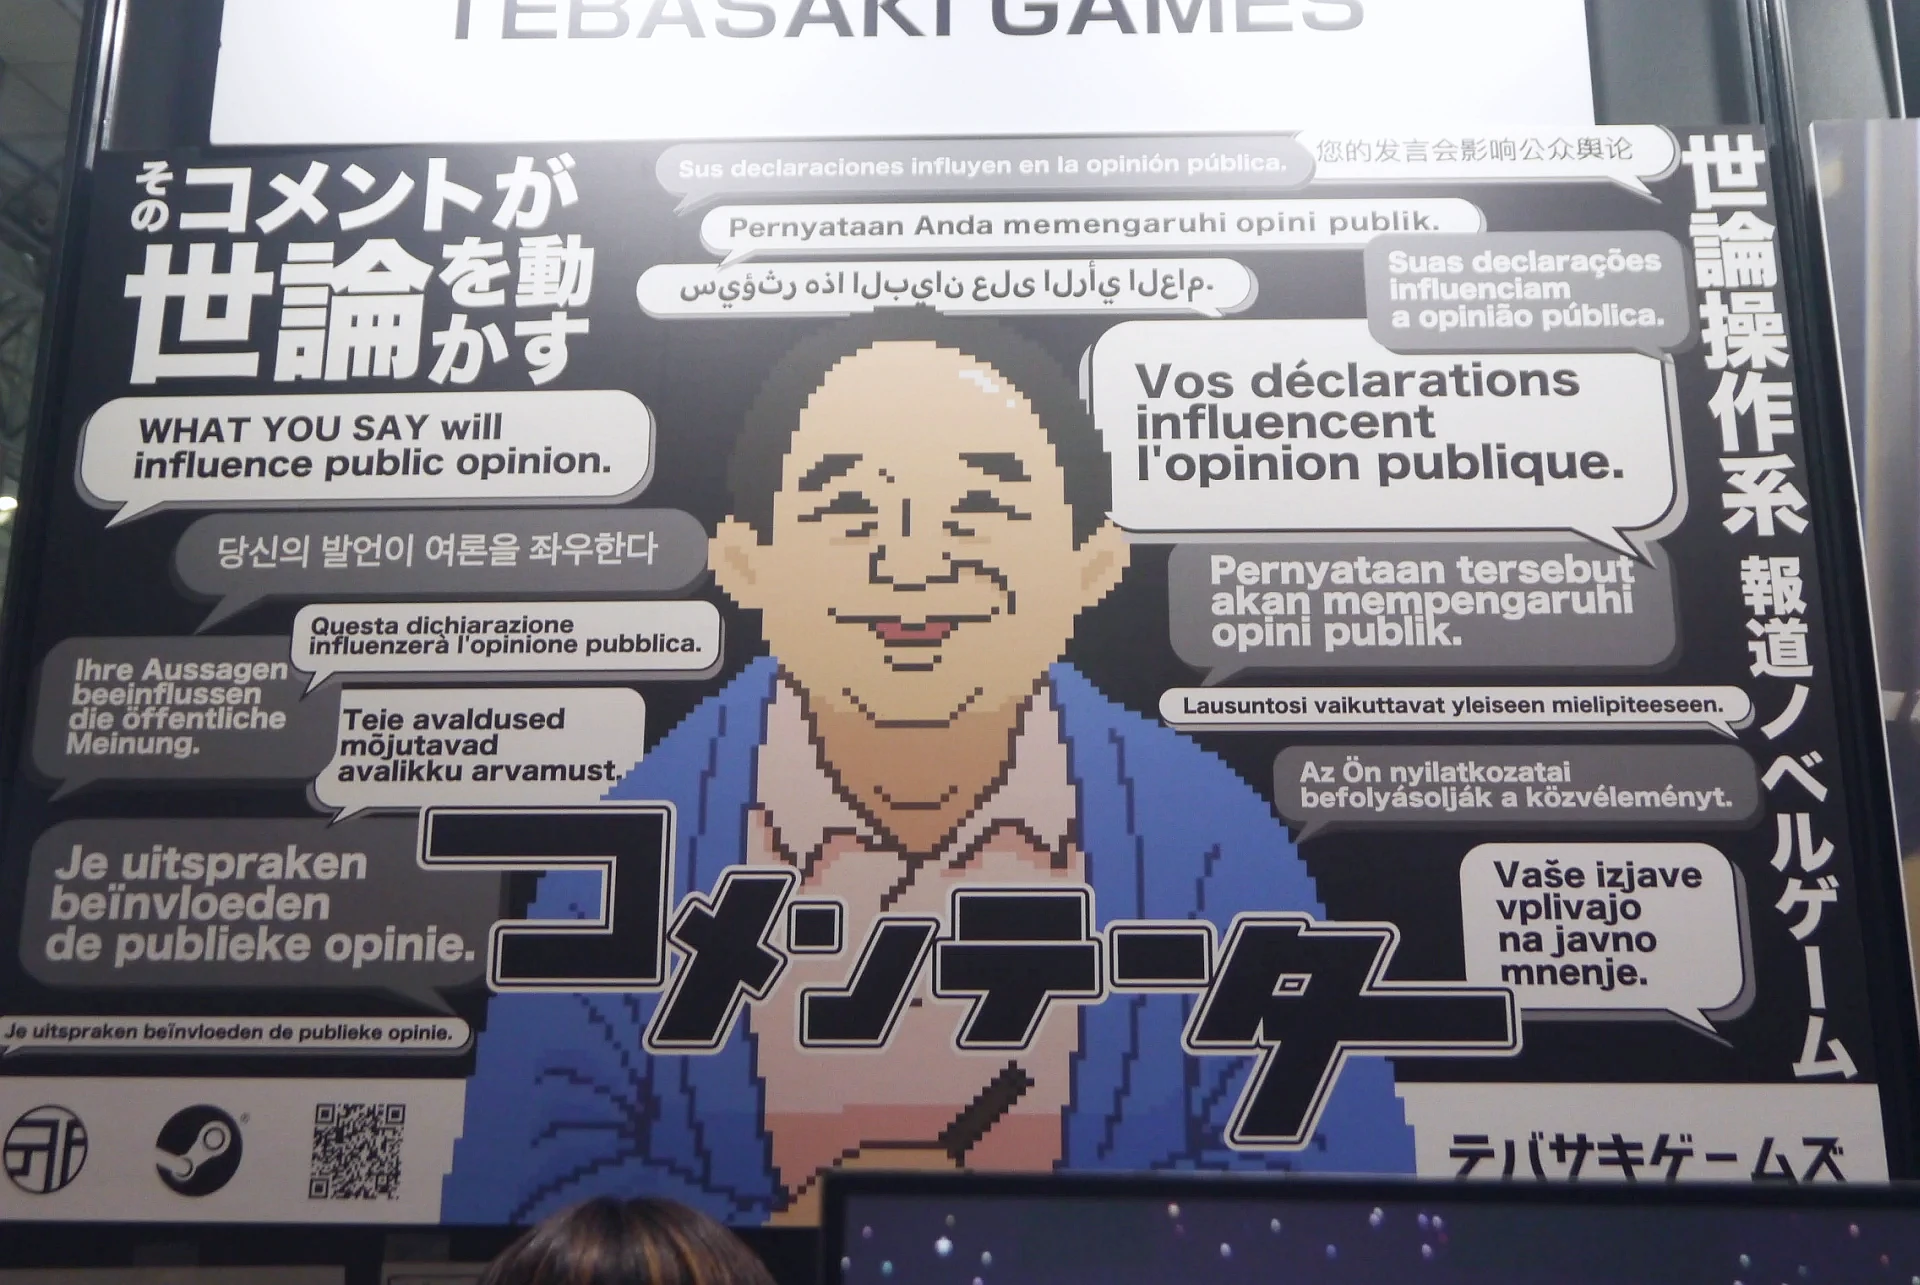 TEBASAKI GAMES
そのコメントが
世論を動かす
Sus declaraciones influyen en la opinión pública.
您的发言会影响公众舆论
Pernyataan Anda memengaruhi opini publik.
سيؤثر هذا البيان على الرأي العام.
Suas declarações
influenciam
a opinião pública.
WHAT YOU SAY will
influence public opinion.
Vos déclarations
influencent
l'opinion publique.
당신의 발언이 여론을 좌우한다
Pernyataan tersebut
akan mempengaruhi
opini publik.
Questa dichiarazione
influenzerà l'opinione pubblica.
Ihre Aussagen
beeinflussen
die öffentliche
Meinung.
Teie avaldused
mõjutavad
avalikku arvamust.
Lausuntosi vaikuttavat yleiseen mielipiteeseen.
Az Ön nyilatkozatai
befolyásolják a közvéleményt.
Je uitspraken
beïnvloeden
de publieke opinie.
Vaše izjave
vplivajo
na javno
mnenje.
Je uitspraken beïnvloeden de publieke opinie.
コメンテーター
世論操作系 報道ノベルゲーム
テバサキゲームズ